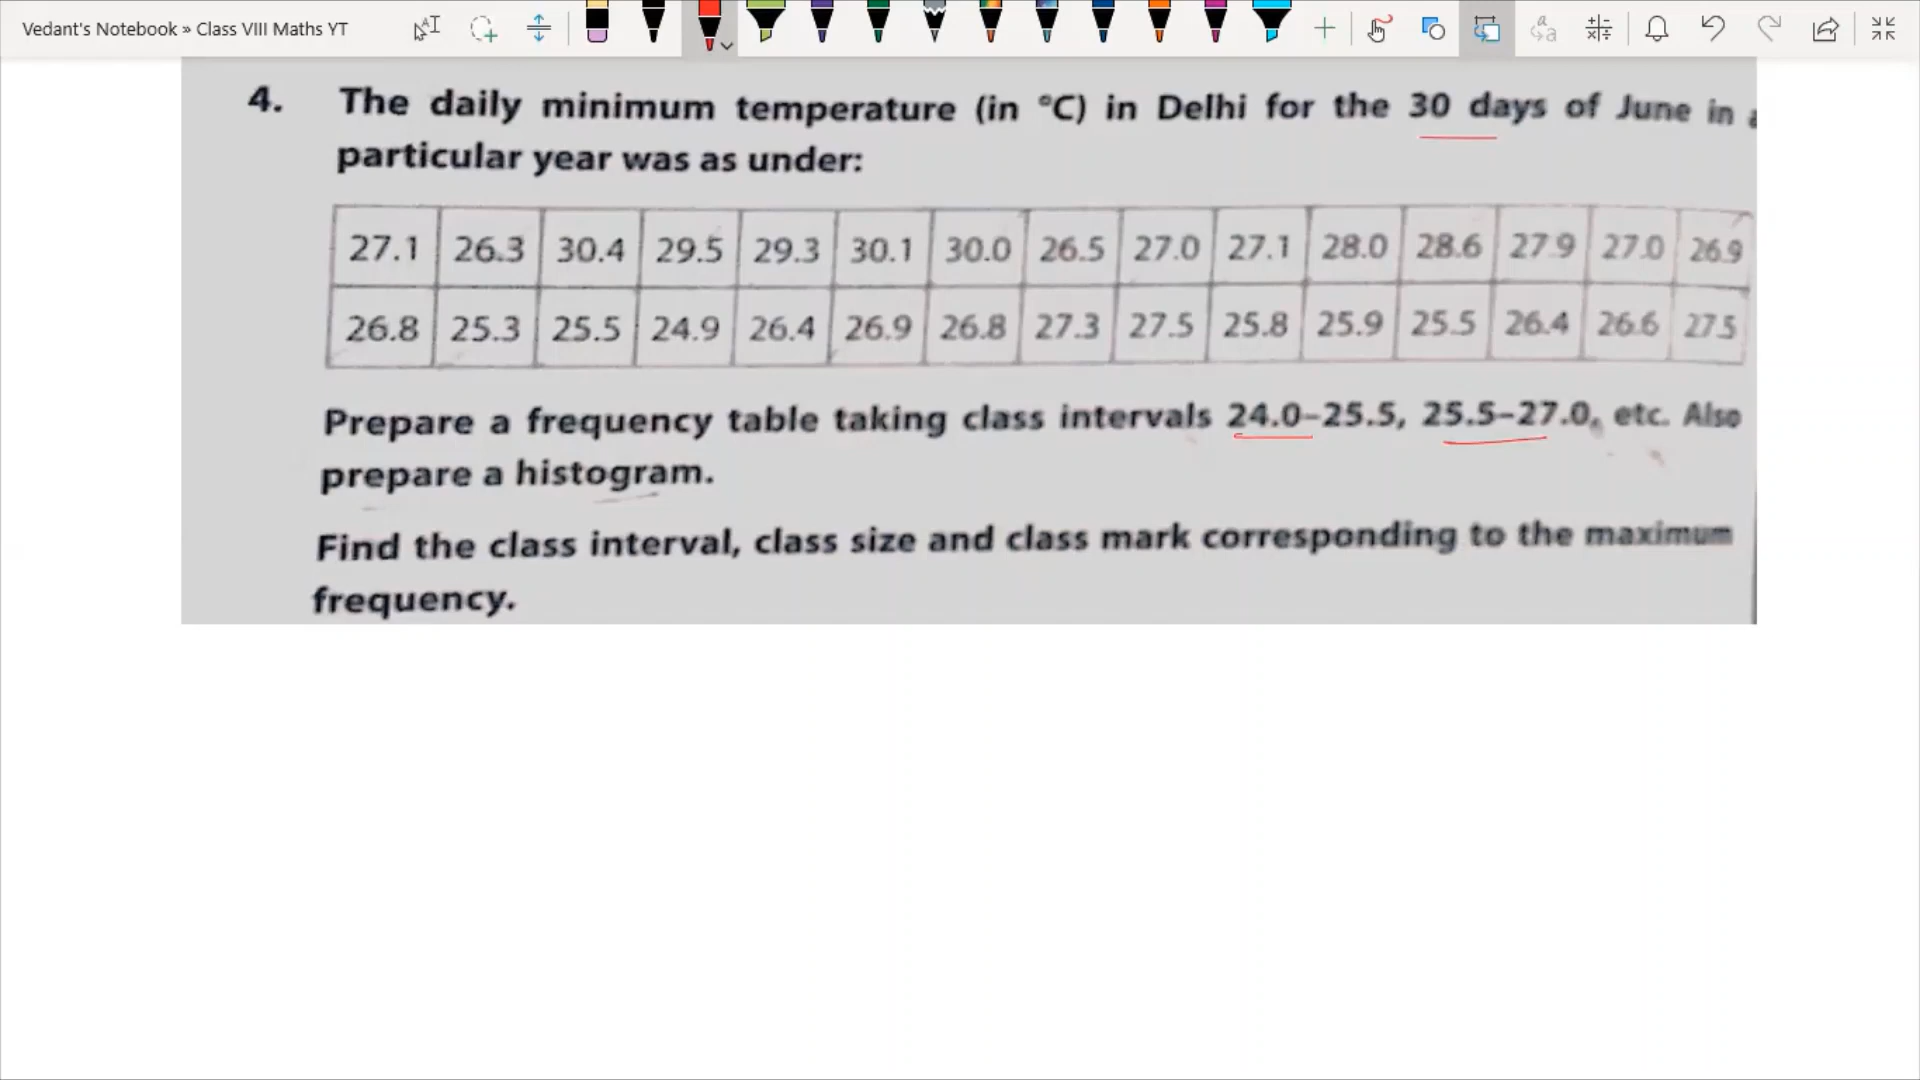 Vedant's Notebook » Class VIII Maths YT
4. The daily minimum temperature (in °C) in Delhi for the 30 days of June in a
particular year was as under:
27.1 26.3 30.4 29.5 29.3 30.1 30.0 26.5 27.0 27.1 28.0 28.6 27.9 27.0 26.9
26.8 25.3 25.5 24.9 26.4 26.9 26.8 27.3 27.5 25.8 25.9 25.5 26.4 26.6 27.5
Prepare a frequency table taking class intervals 24.0–25.5, 25.5–27.0, etc. Also
prepare a histogram.
Find the class interval, class size and class mark corresponding to the maximum
frequency.